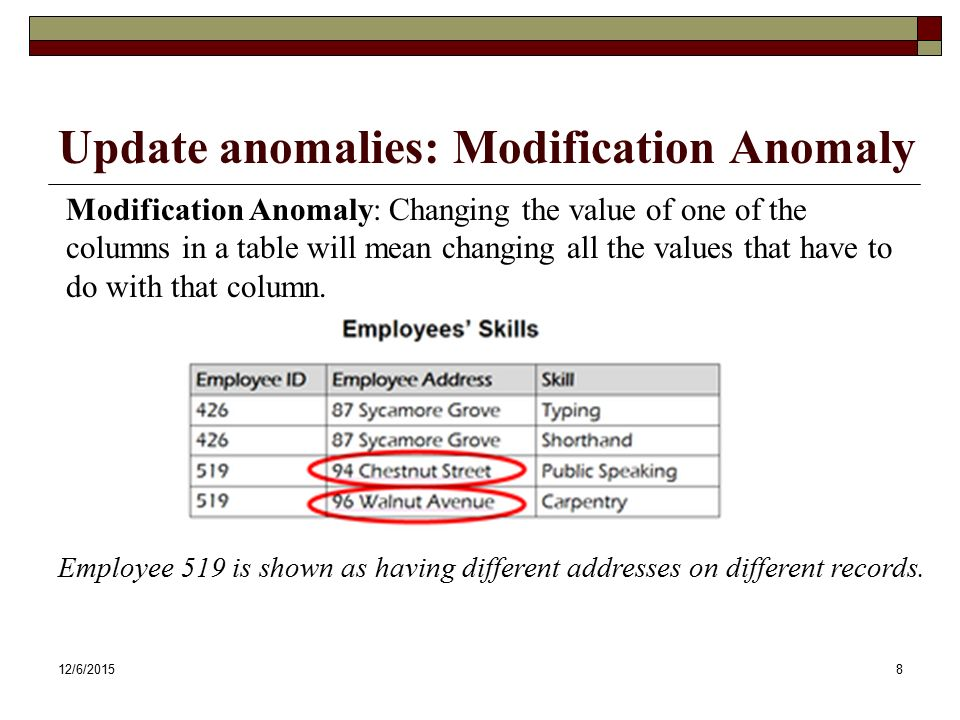 Update anomalies: Modification Anomaly
Modification Anomaly: Changing the value of one of the
columns in a table will mean changing all the values that have to
do with that column.
Employees' Skills
Employee ID Employee Address Skill
426 87 Sycamore Grove Typing
426 87 Sycamore Grove Shorthand
519 94 Chestnut Street Public Speaking
519 96 Walnut Avenue Carpentry
Employee 519 is shown as having different addresses on different records.
12/6/2015 8